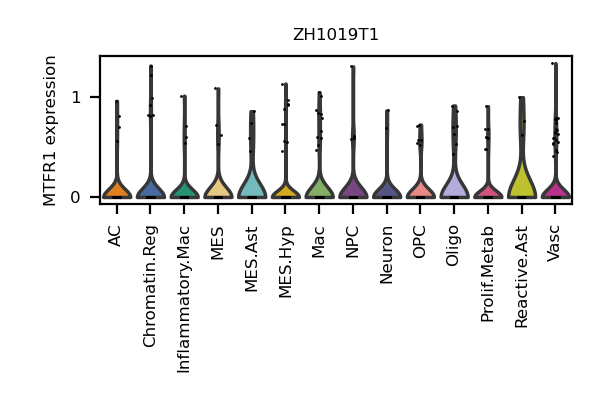 ZH1019T1
MTFR1 expression
1
0
AC
Chromatin.Reg
Inflammatory.Mac
MES
MES.Ast
MES.Hyp
Mac
NPC
Neuron
OPC
Oligo
Prolif.Metab
Reactive.Ast
Vasc